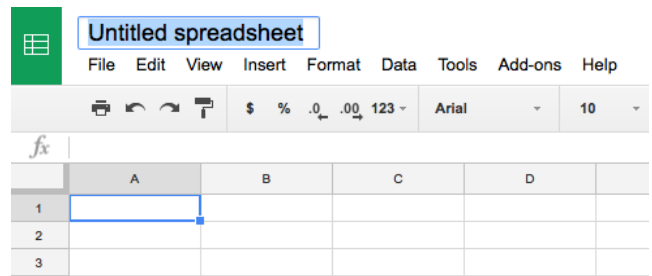 Untitled spreadsheet
File Edit View Insert Format Data Tools Add-ons Help
$ % .0 .00 123 Arial 10
fx
A B C D
1
2
3